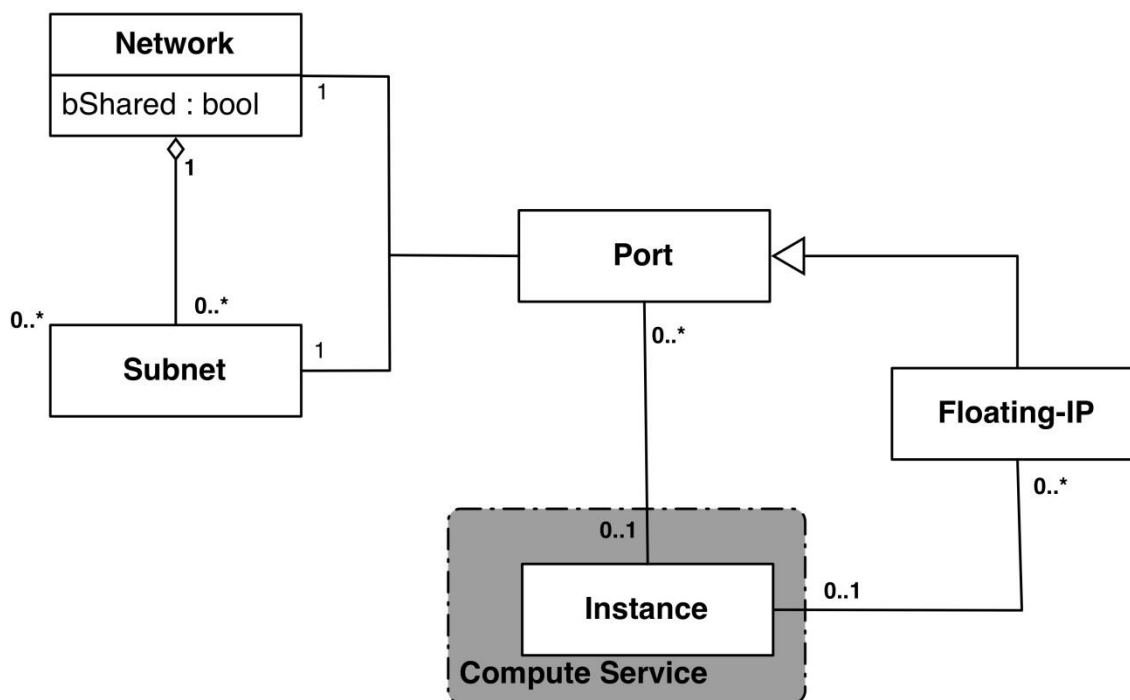 Network
1
bShared : bool
1
Port
0..*
0..*
0..*
1
Subnet
Floating-IP
0..*
0..1
0..1
Instance
Compute Service